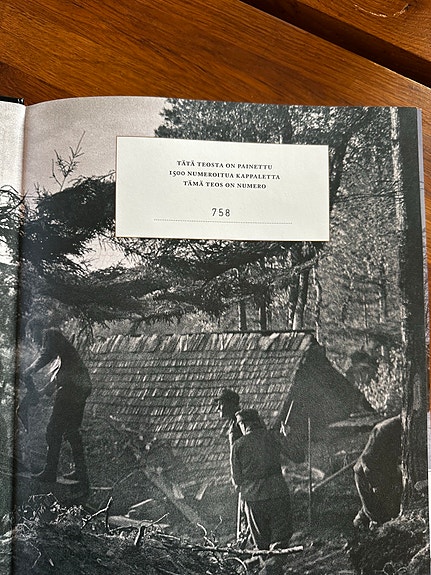 TÄTÄ TEOSTA ON PAINETTU
1500 NUMEROITUA KAPPALETTA
TÄMÄ TEOS ON NUMERO
758